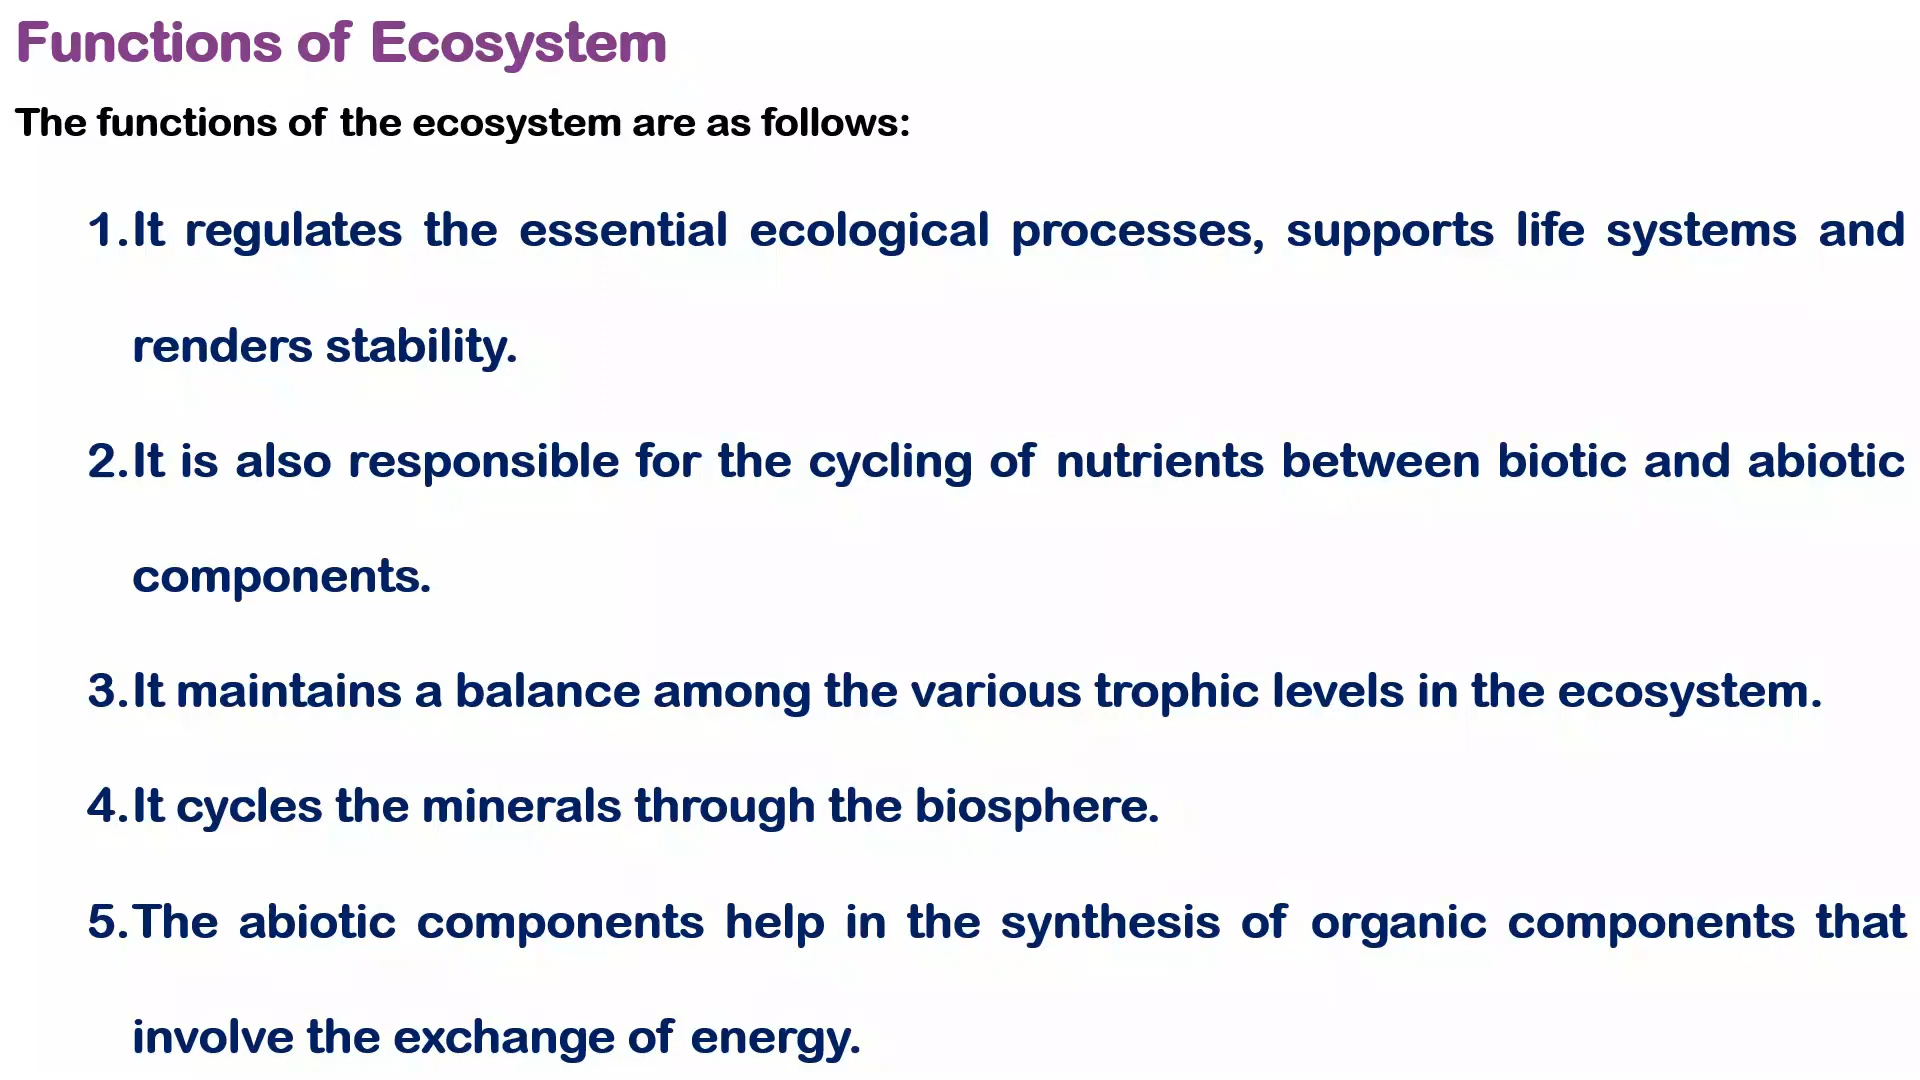 Functions of Ecosystem
The functions of the ecosystem are as follows:
1.It regulates the essential ecological processes, supports life systems and
renders stability.
2.It is also responsible for the cycling of nutrients between biotic and abiotic
components.
3.It maintains a balance among the various trophic levels in the ecosystem.
4.It cycles the minerals through the biosphere.
5.The abiotic components help in the synthesis of organic components that
involve the exchange of energy.